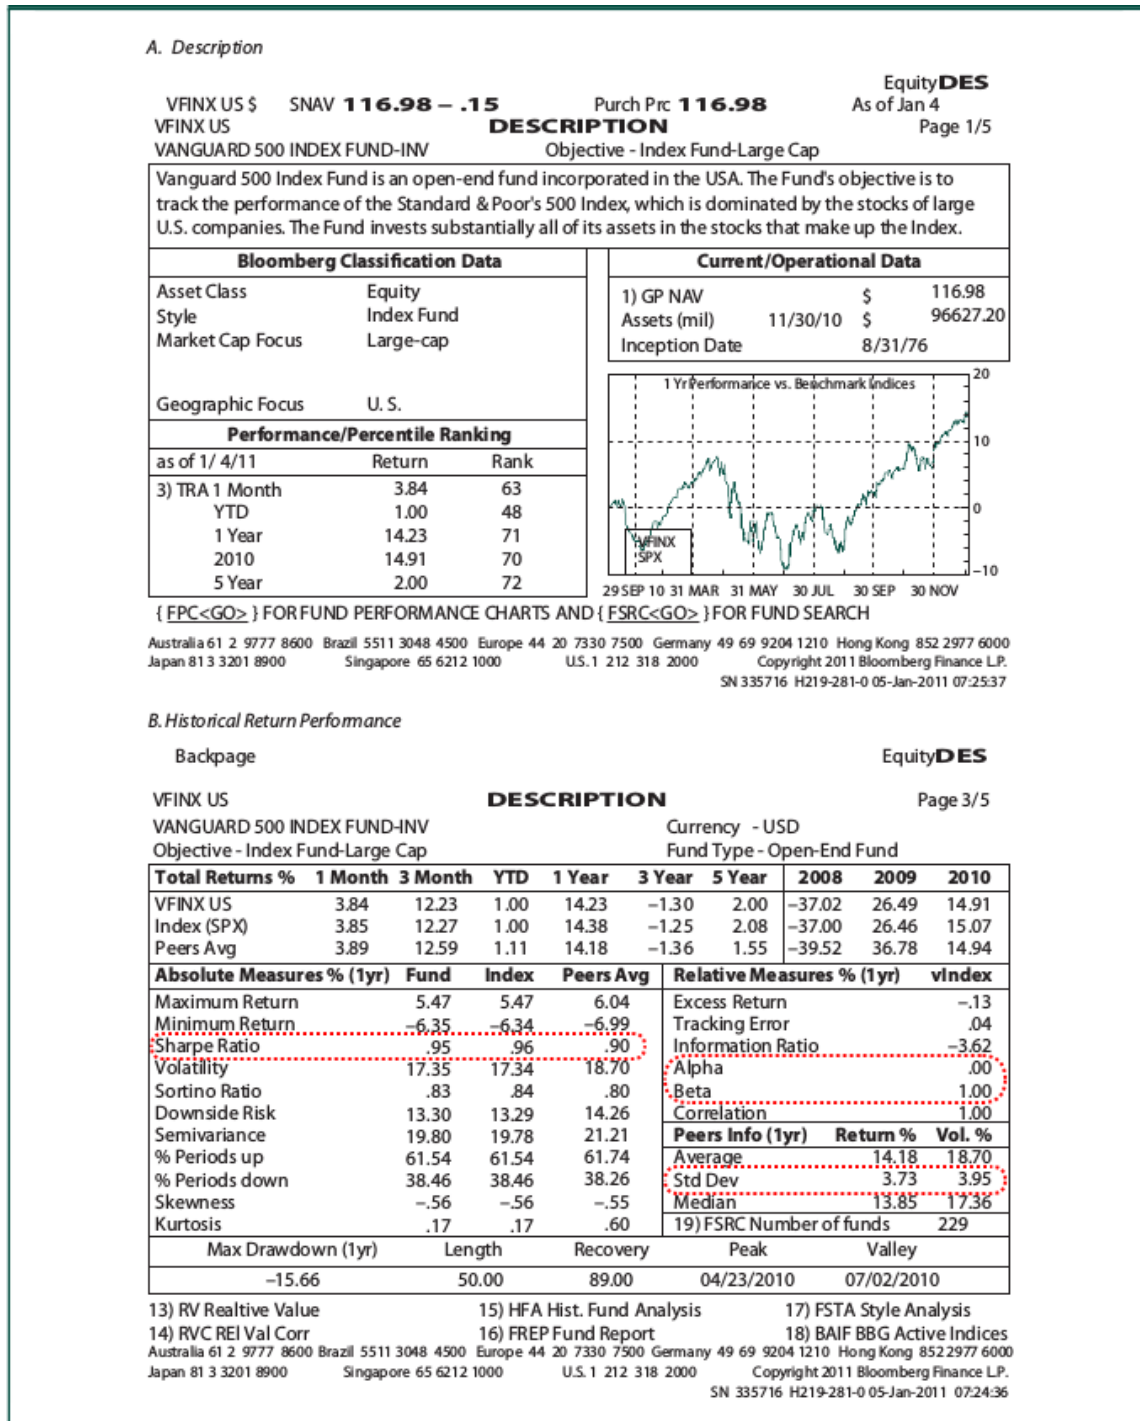 A. Description
EquityDES
VFINX US $ SNAV 116.98 – .15 Purch Prc 116.98 As of Jan 4
VFINX US DESCRIPTION Page 1/5
VANGUARD 500 INDEX FUND-INV Objective - Index Fund-Large Cap
Vanguard 500 Index Fund is an open-end fund incorporated in the USA. The Fund's objective is to
track the performance of the Standard & Poor's 500 Index, which is dominated by the stocks of large
U.S. companies. The Fund invests substantially all of its assets in the stocks that make up the Index.
Bloomberg Classification Data
Asset Class Equity
Style Index Fund
Market Cap Focus Large-cap
Geographic Focus U. S.
Current/Operational Data
1) GP NAV $ 116.98
Assets (mil) 11/30/10 $ 96627.20
Inception Date 8/31/76
Performance/Percentile Ranking
as of 1/ 4/11 Return Rank
3) TRA 1 Month 3.84 63
YTD 1.00 48
1 Year 14.23 71
2010 14.91 70
5 Year 2.00 72
1 Yr Performance vs. Benchmark Indices
20
10
0
–10
VFINX
SPX
29 SEP 10 31 MAR 31 MAY 30 JUL 30 SEP 30 NOV
{ FPC<GO> } FOR FUND PERFORMANCE CHARTS AND { FSRC<GO> } FOR FUND SEARCH
Australia 61 2 9777 8600 Brazil 5511 3048 4500 Europe 44 20 7330 7500 Germany 49 69 9204 1210 Hong Kong 852 2977 6000
Japan 81 3 3201 8900 Singapore 65 6212 1000 U.S. 1 212 318 2000 Copyright 2011 Bloomberg Finance L.P.
SN 335716 H219-281-0 05-Jan-2011 07:25:37
B. Historical Return Performance
Backpage EquityDES
VFINX US DESCRIPTION Page 3/5
VANGUARD 500 INDEX FUND-INV Currency - USD
Objective - Index Fund-Large Cap Fund Type - Open-End Fund
Total Returns % 1 Month 3 Month YTD 1 Year 3 Year 5 Year 2008 2009 2010
VFINX US 3.84 12.23 1.00 14.23 –1.30 2.00 –37.02 26.49 14.91
Index (SPX) 3.85 12.27 1.00 14.38 –1.25 2.08 –37.00 26.46 15.07
Peers Avg 3.89 12.59 1.11 14.18 –1.36 1.55 –39.52 36.78 14.94
Absolute Measures % (1yr) Fund Index Peers Avg
Maximum Return 5.47 5.47 6.04
Minimum Return –6.35 –6.34 –6.99
Sharpe Ratio .95 .96 .90
Volatility 17.35 17.34 18.70
Sortino Ratio .83 .84 .80
Downside Risk 13.30 13.29 14.26
Semivariance 19.80 19.78 21.21
% Periods up 61.54 61.54 61.74
% Periods down 38.46 38.46 38.26
Skewness –.56 –.56 –.55
Kurtosis .17 .17 .60
Relative Measures % (1yr) vIndex
Excess Return –.13
Tracking Error .04
Information Ratio –3.62
Alpha .00
Beta 1.00
Correlation 1.00
Peers Info (1yr) Return % Vol. %
Average 14.18 18.70
Std Dev 3.73 3.95
Median 13.85 17.36
19) FSRC Number of funds 229
Max Drawdown (1yr) Length Recovery Peak Valley
–15.66 50.00 89.00 04/23/2010 07/02/2010
13) RV Realtive Value 15) HFA Hist. Fund Analysis 17) FSTA Style Analysis
14) RVC REl Val Corr 16) FREP Fund Report 18) BAIF BBG Active Indices
Australia 61 2 9777 8600 Brazil 5511 3048 4500 Europe 44 20 7330 7500 Germany 49 69 9204 1210 Hong Kong 852 2977 6000
Japan 81 3 3201 8900 Singapore 65 6212 1000 U.S. 1 212 318 2000 Copyright 2011 Bloomberg Finance L.P.
SN 335716 H219-281-0 05-Jan-2011 07:24:36